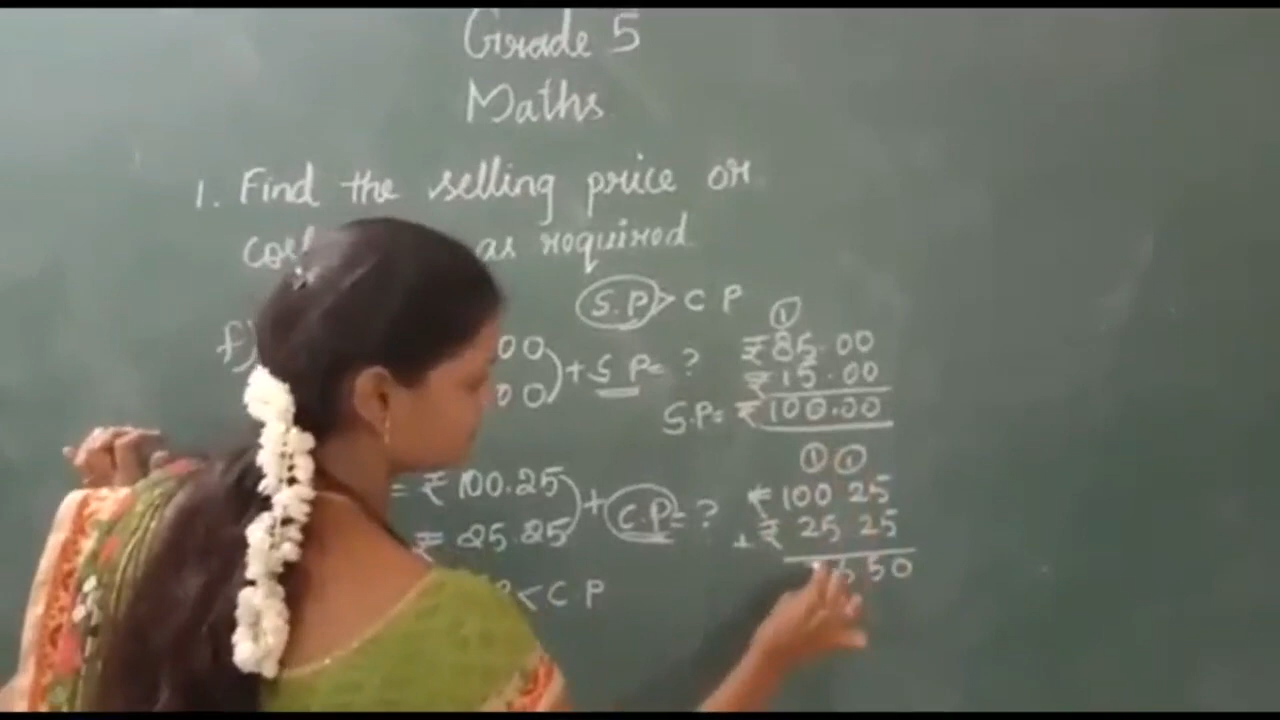 Grade 5
Maths
1. Find the selling price or
as required
S.P > C P
①
f)
00
00 ) + S P = ?
₹ 85.00
₹ 15.00
S.P = ₹ 100.00
① ①
= ₹ 100.25
₹ 25.25 ) + C.P = ?
₹ 100 25
+ ₹ 25 25
50
< C P